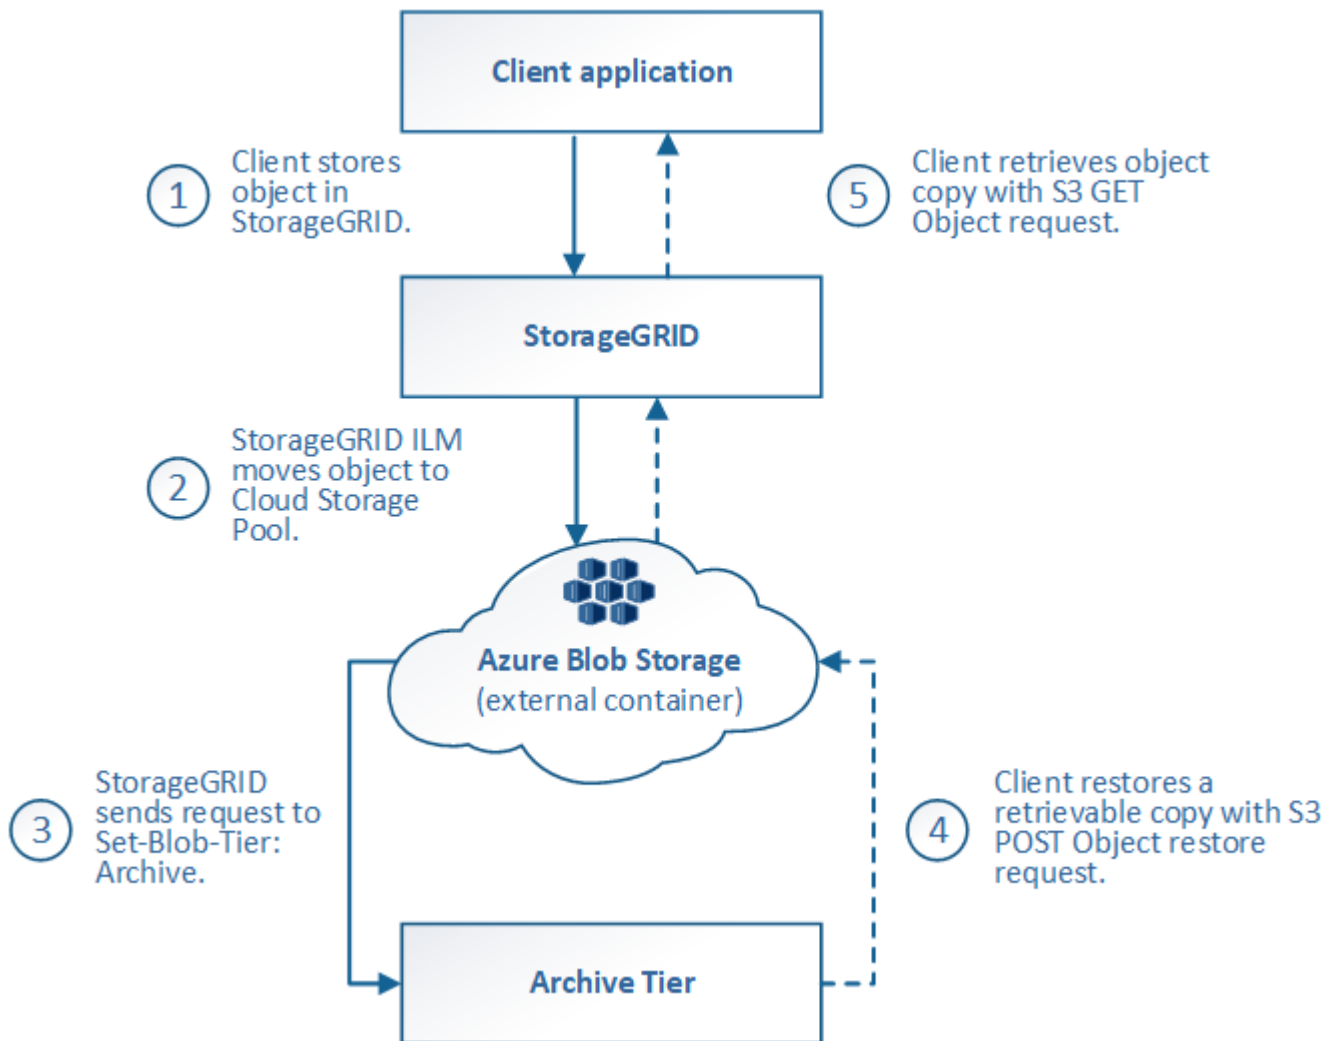 Client application
1
Client stores
object in
StorageGRID.
5
Client retrieves object
copy with S3 GET
Object request.
StorageGRID
2
StorageGRID ILM
moves object to
Cloud Storage
Pool.
Azure Blob Storage
(external container)
3
StorageGRID
sends request to
Set-Blob-Tier:
Archive.
4
Client restores a
retrievable copy with S3
POST Object restore
request.
Archive Tier